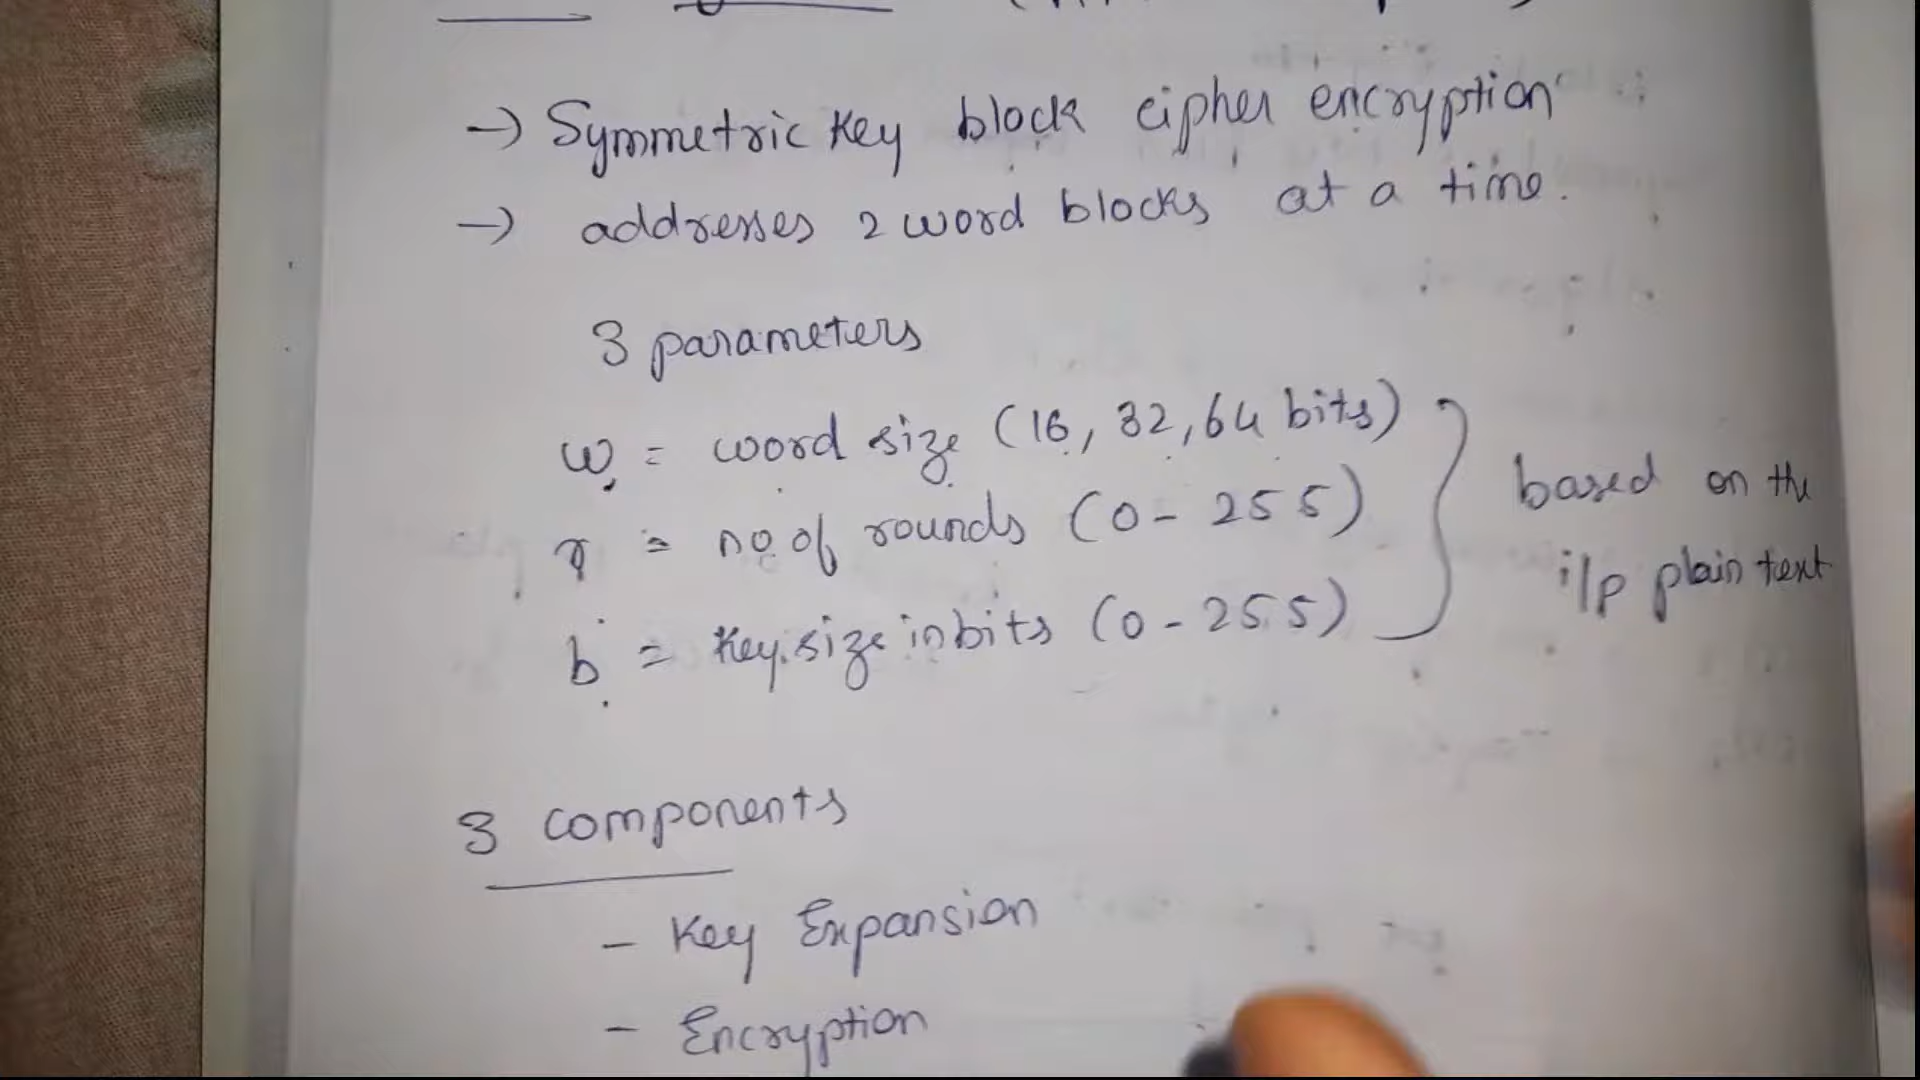 → Symmetric key block cipher encryption
→ addresses 2 word blocks at a time.
3 parameters
w = word size (16, 32, 64 bits)
r = no of rounds (0 - 255)
b = key size in bits (0 - 255)
based on the
i/p plain text
3 components
- Key Expansion
- Encryption